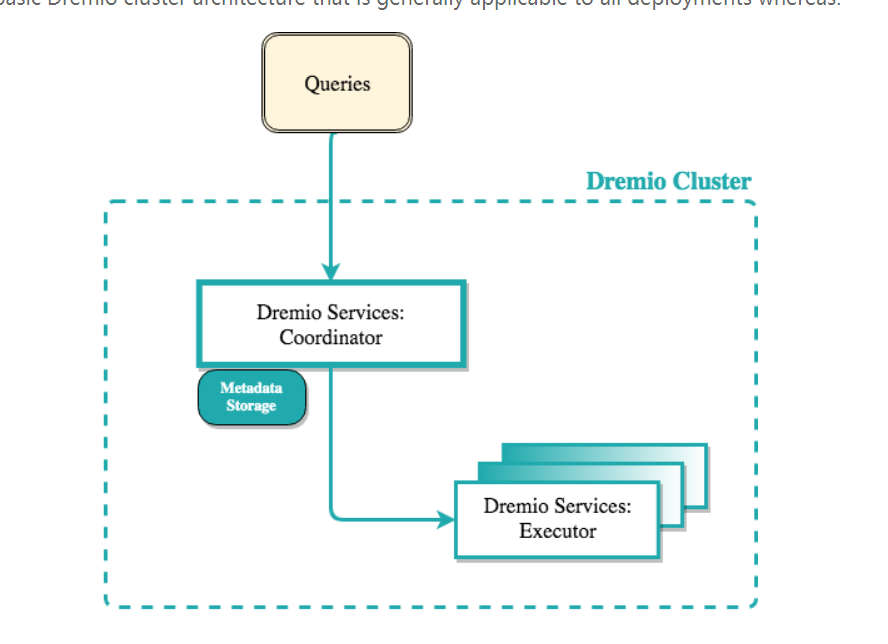 basic Dremio cluster architecture that is generally applicable to all deployments whereas:
Queries
Dremio Cluster
Dremio Services:
Coordinator
Metadata
Storage
Dremio Services:
Executor